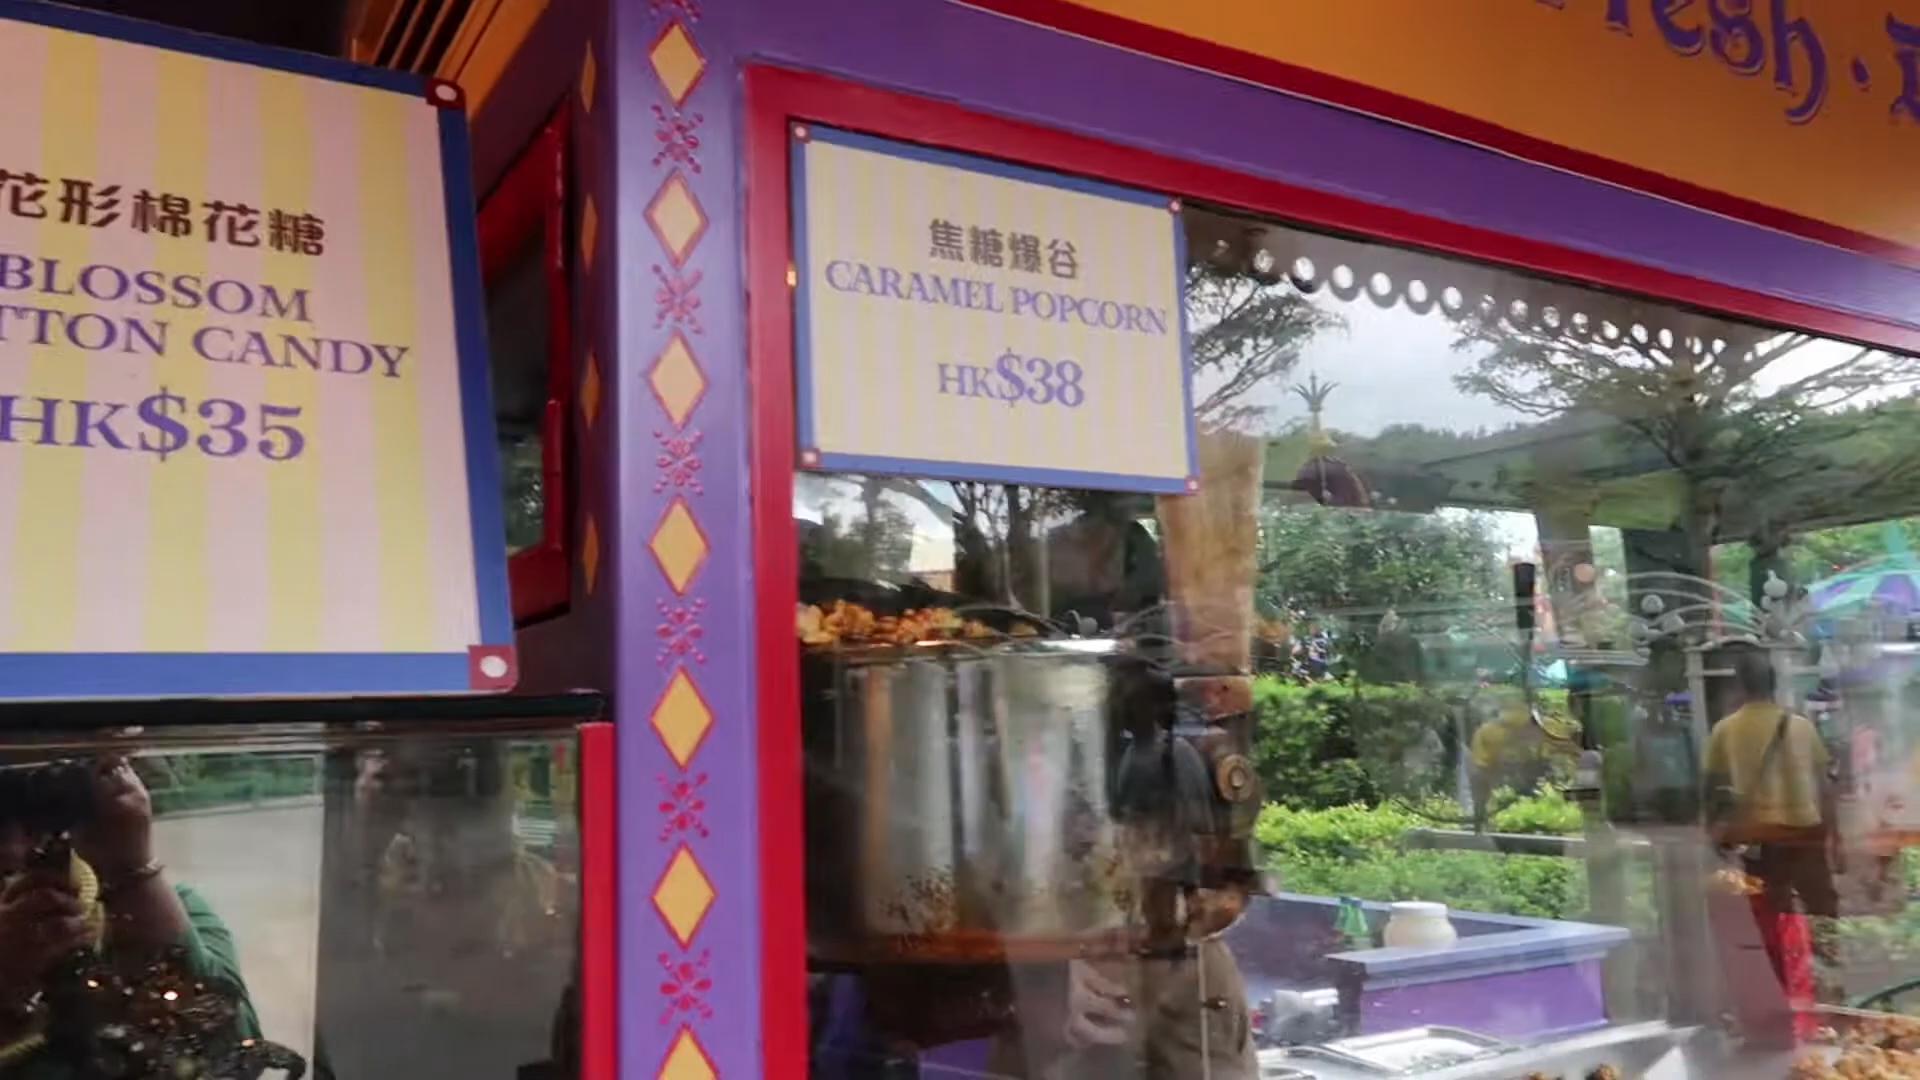 花形棉花糖
BLOSSOM
TTON CANDY
HK$35
焦糖爆谷
CARAMEL POPCORN
HK$38
resh